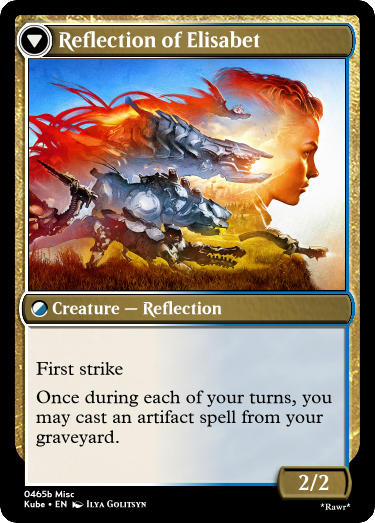 Reflection of Elisabet
Creature — Reflection
First strike
Once during each of your turns, you
may cast an artifact spell from your
graveyard.
2/2
0465b Misc
Kube • EN Ilya Golitsyn
*Rawr*